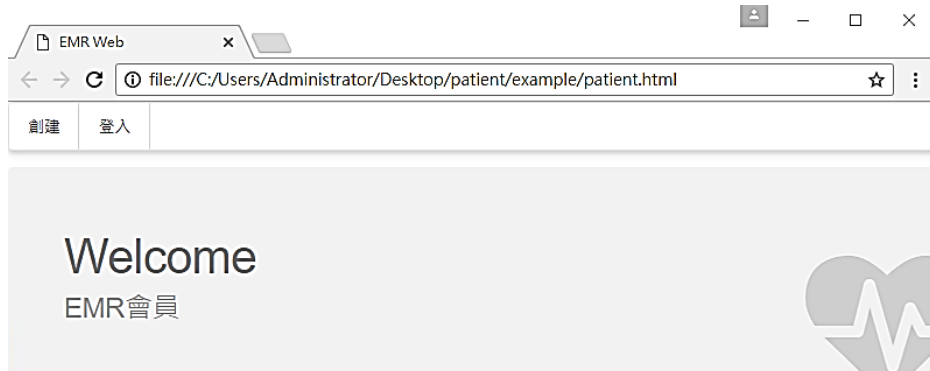 EMR Web
file:///C:/Users/Administrator/Desktop/patient/example/patient.html
創建 登入
Welcome
EMR會員